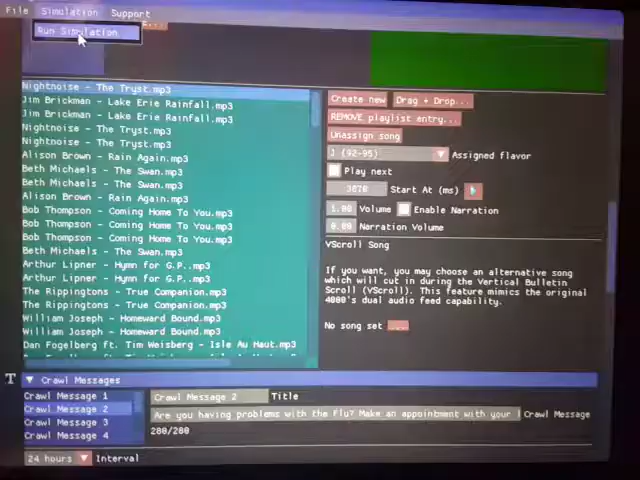 File Simulation Support
Run Simulation
Nightnoise - The Tryst.mp3
Jim Brickman - Lake Erie Rainfall.mp3
Jim Brickman - Lake Erie Rainfall.mp3
Nightnoise - The Tryst.mp3
Nightnoise - The Tryst.mp3
Alison Brown - Rain Again.mp3
Beth Michaels - The Swan.mp3
Beth Michaels - The Swan.mp3
Alison Brown - Rain Again.mp3
Bob Thompson - Coming Home To You.mp3
Bob Thompson - Coming Home To You.mp3
Bob Thompson - Coming Home To You.mp3
Beth Michaels - The Swan.mp3
Arthur Lipner - Hymn for G.P..mp3
Arthur Lipner - Hymn for G.P..mp3
The Rippingtons - True Companion.mp3
The Rippingtons - True Companion.mp3
William Joseph - Homeward Bound.mp3
William Joseph - Homeward Bound.mp3
Dan Fogelberg ft. Tim Weisberg - Isle Au Haut.mp3
Create new Drag + Drop...
REMOVE playlist entry...
Unassign song
J (92-95) Assigned flavor
Play next
3870 Start At (ms)
1.00 Volume Enable Narration
0.00 Narration Volume
VScroll Song
If you want, you may choose an alternative song
which will cut in during the Vertical Bulletin
Scroll (VScroll). This feature mimics the original
4000's dual audio feed capability.
No song set ...
T Crawl Messages
Crawl Message 1
Crawl Message 2
Crawl Message 3
Crawl Message 4
Crawl Message 2 Title
Are you having problems with the Flu? Make an appointment with your Crawl Message
200/200
24 hours Interval